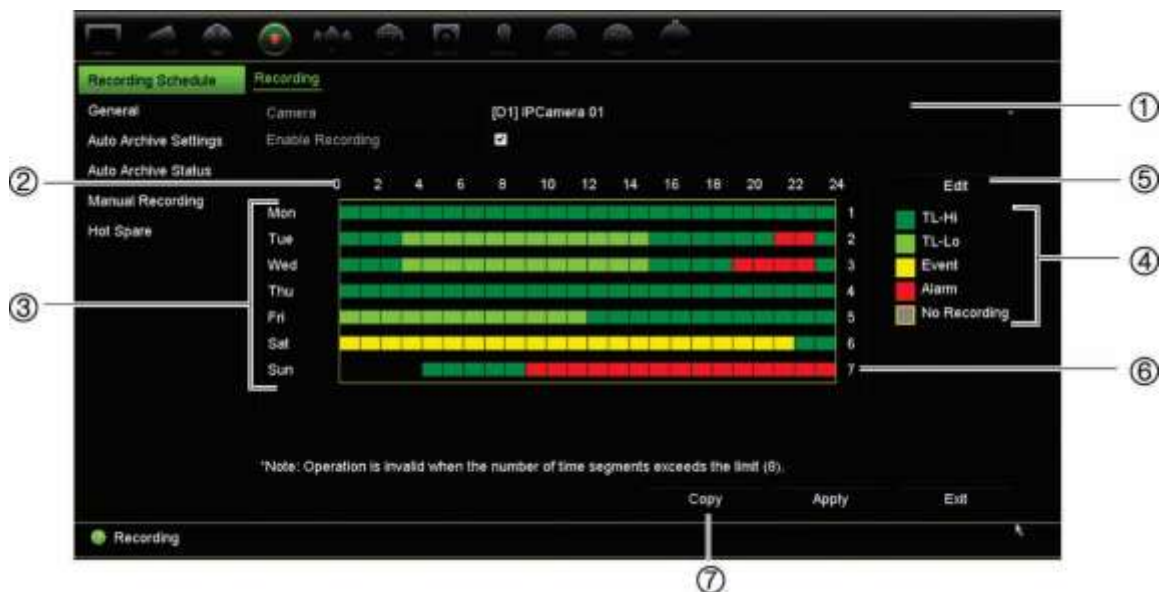 Recording Schedule Recording
General Camera [D1] IPCamera 01 ①
Auto Archive Settings Enable Recording
Auto Archive Status
② 0 2 4 6 8 10 12 14 16 18 20 22 24 Edit ⑤
Manual Recording
Hot Spare
③
Mon 1
Tue 2
Wed 3
Thu 4
Fri 5
Sat 6
Sun 7 ⑥
TL-Hi
TL-Lo
Event ④
Alarm
No Recording
*Note: Operation is invalid when the number of time segments exceeds the limit (8).
Copy Apply Exit
Recording
⑦